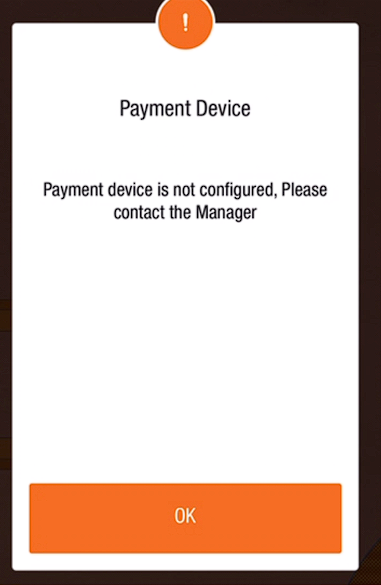 !
Payment Device
Payment device is not configured, Please
contact the Manager
OK